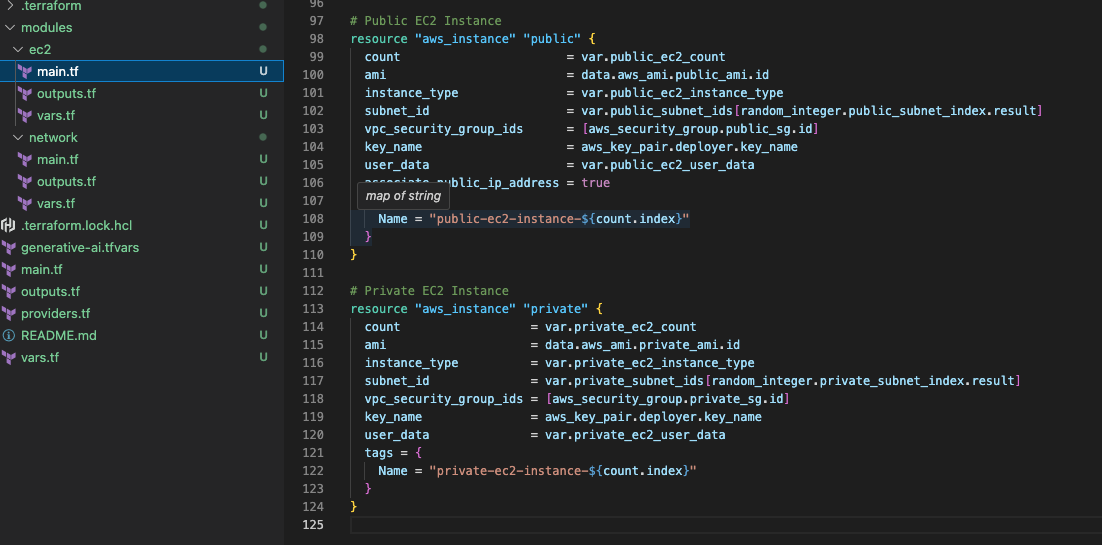 .terraform
modules
ec2
main.tf U
outputs.tf U
vars.tf U
network
main.tf U
outputs.tf U
vars.tf U
.terraform.lock.hcl U
generative-ai.tfvars U
main.tf U
outputs.tf U
providers.tf U
README.md U
vars.tf U
96
97 # Public EC2 Instance
98 resource "aws_instance" "public" {
99 count = var.public_ec2_count
100 ami = data.aws_ami.public_ami.id
101 instance_type = var.public_ec2_instance_type
102 subnet_id = var.public_subnet_ids[random_integer.public_subnet_index.result]
103 vpc_security_group_ids = [aws_security_group.public_sg.id]
104 key_name = aws_key_pair.deployer.key_name
105 user_data = var.public_ec2_user_data
106 associate_public_ip_address = true
map of string
107
108 Name = "public-ec2-instance-${count.index}"
109 }
110 }
111
112 # Private EC2 Instance
113 resource "aws_instance" "private" {
114 count = var.private_ec2_count
115 ami = data.aws_ami.private_ami.id
116 instance_type = var.private_ec2_instance_type
117 subnet_id = var.private_subnet_ids[random_integer.private_subnet_index.result]
118 vpc_security_group_ids = [aws_security_group.private_sg.id]
119 key_name = aws_key_pair.deployer.key_name
120 user_data = var.private_ec2_user_data
121 tags = {
122 Name = "private-ec2-instance-${count.index}"
123 }
124 }
125